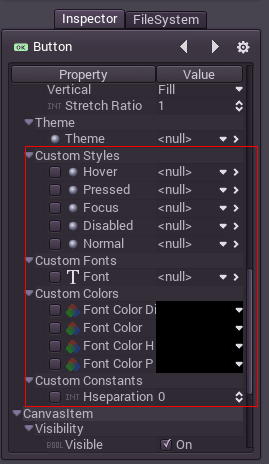 Inspector FileSystem
OK Button
Property Value
Vertical Fill
INT Stretch Ratio 1
Theme
Theme <null>
Custom Styles
Hover <null>
Pressed <null>
Focus <null>
Disabled <null>
Normal <null>
Custom Fonts
T Font <null>
Custom Colors
Font Color Di
Font Color
Font Color H
Font Color P
Custom Constants
INT Hseparation 0
CanvasItem
Visibility
BOOL Visible On